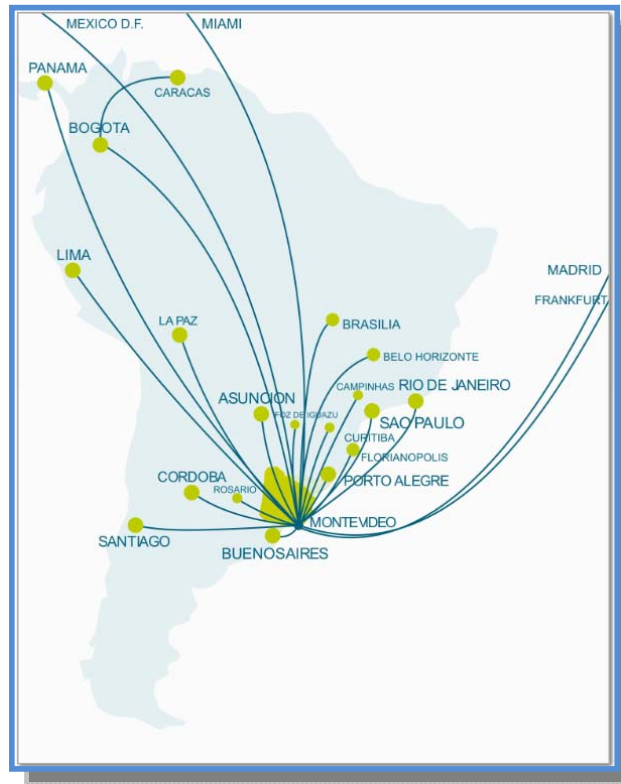 MEXICO D.F.
MIAMI
PANAMA
CARACAS
BOGOTA
LIMA
MADRID
FRANKFURT
LA PAZ
BRASILIA
BELO HORIZONTE
CAMPINHAS
RIO DE JANEIRO
ASUNCION
FOZ DE IGUAZU
SAO PAULO
CURITIBA
FLORIANOPOLIS
CORDOBA
ROSARIO
PORTO ALEGRE
MONTEVIDEO
SANTIAGO
BUENOSAIRES